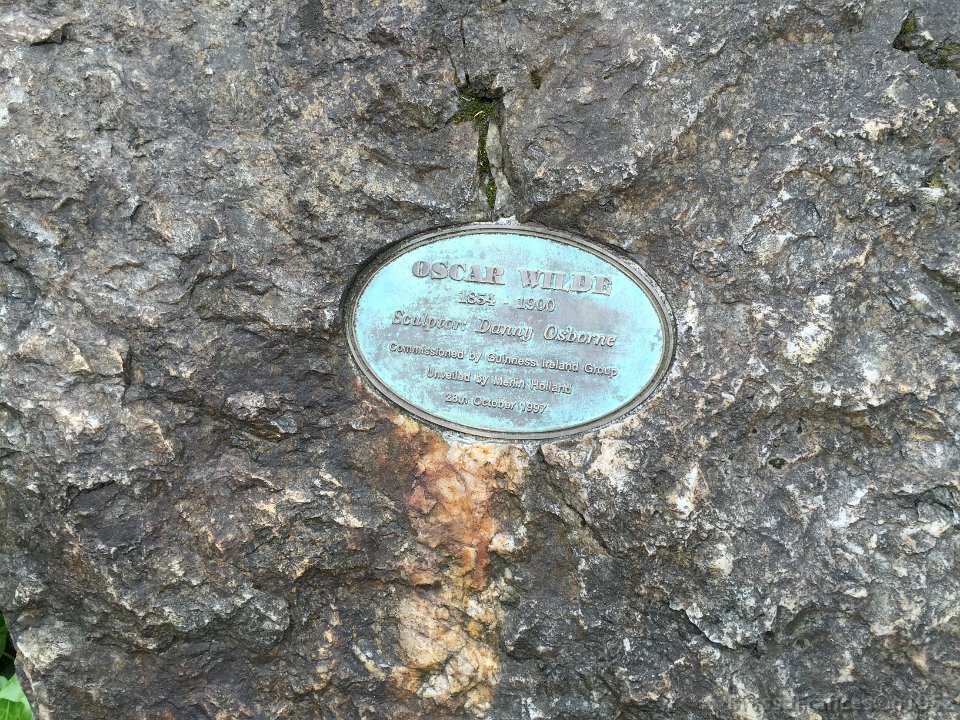 OSCAR WILDE
1854 - 1900
Sculptor: Danny Osborne
Commissioned by Guinness Ireland Group
Unveiled by Merlin Holland
28th October 1997